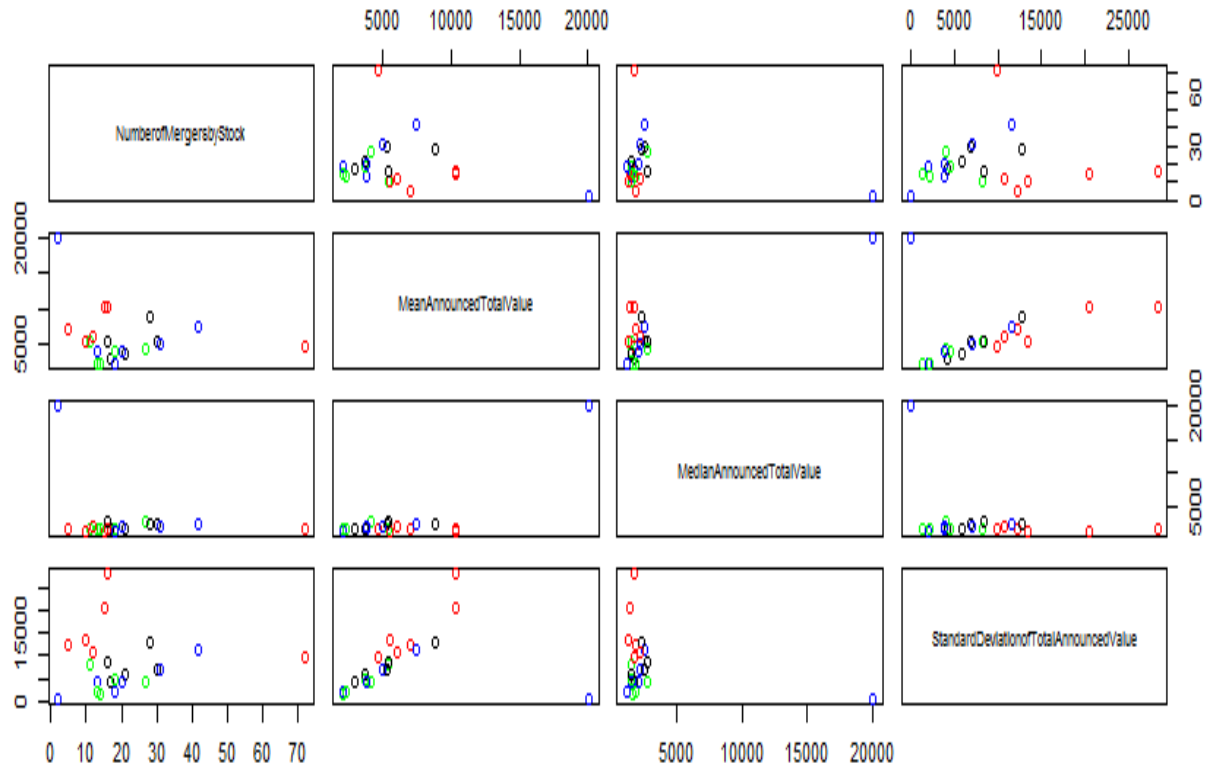 5000 10000 20000 0 5000 15000 25000
NumberofMergersbyStock
0 30 60
5000 20000
MeanAnnouncedTotalValue
MedianAnnouncedTotalValue
5000 20000
0 15000
StandardDeviationofTotalAnnouncedValue
0 10 20 30 40 50 60 70 5000 10000 15000 20000